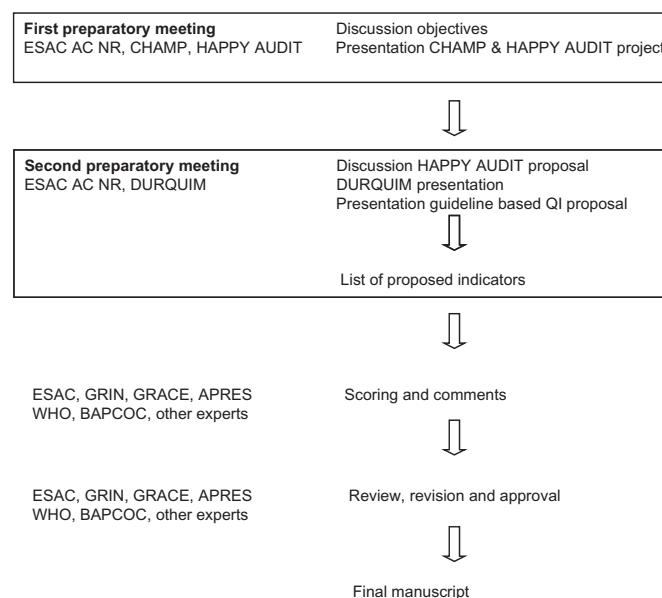 First preparatory meeting
ESAC AC NR, CHAMP, HAPPY AUDIT
Discussion objectives
Presentation CHAMP & HAPPY AUDIT project
Second preparatory meeting
ESAC AC NR, DURQUIM
Discussion HAPPY AUDIT proposal
DURQUIM presentation
Presentation guideline based QI proposal
List of proposed indicators
ESAC, GRIN, GRACE, APRES
WHO, BAPCOC, other experts
Scoring and comments
ESAC, GRIN, GRACE, APRES
WHO, BAPCOC, other experts
Review, revision and approval
Final manuscript